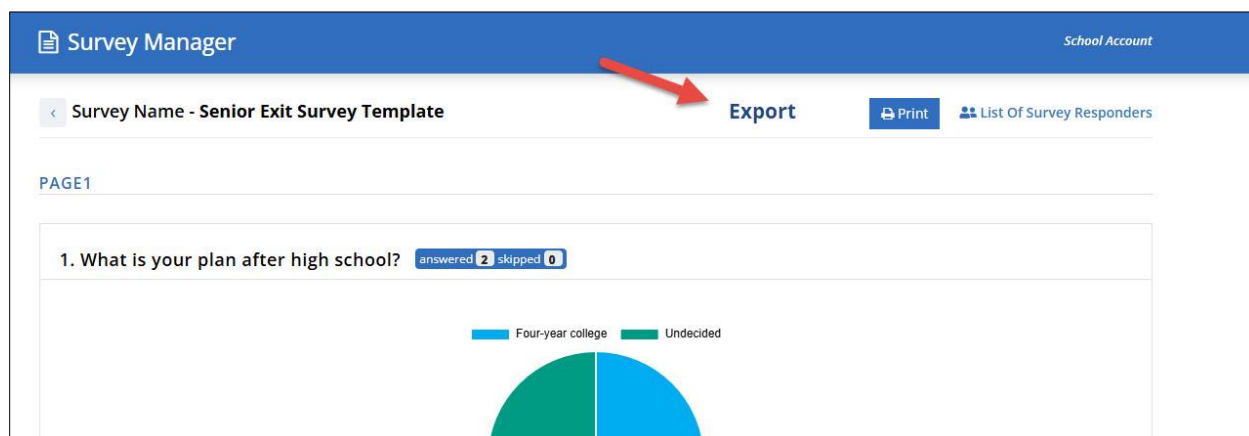 Survey Manager
School Account
Survey Name - Senior Exit Survey Template
Export
Print
List Of Survey Responders
PAGE1
1. What is your plan after high school? answered 2 skipped 0
Four-year college Undecided